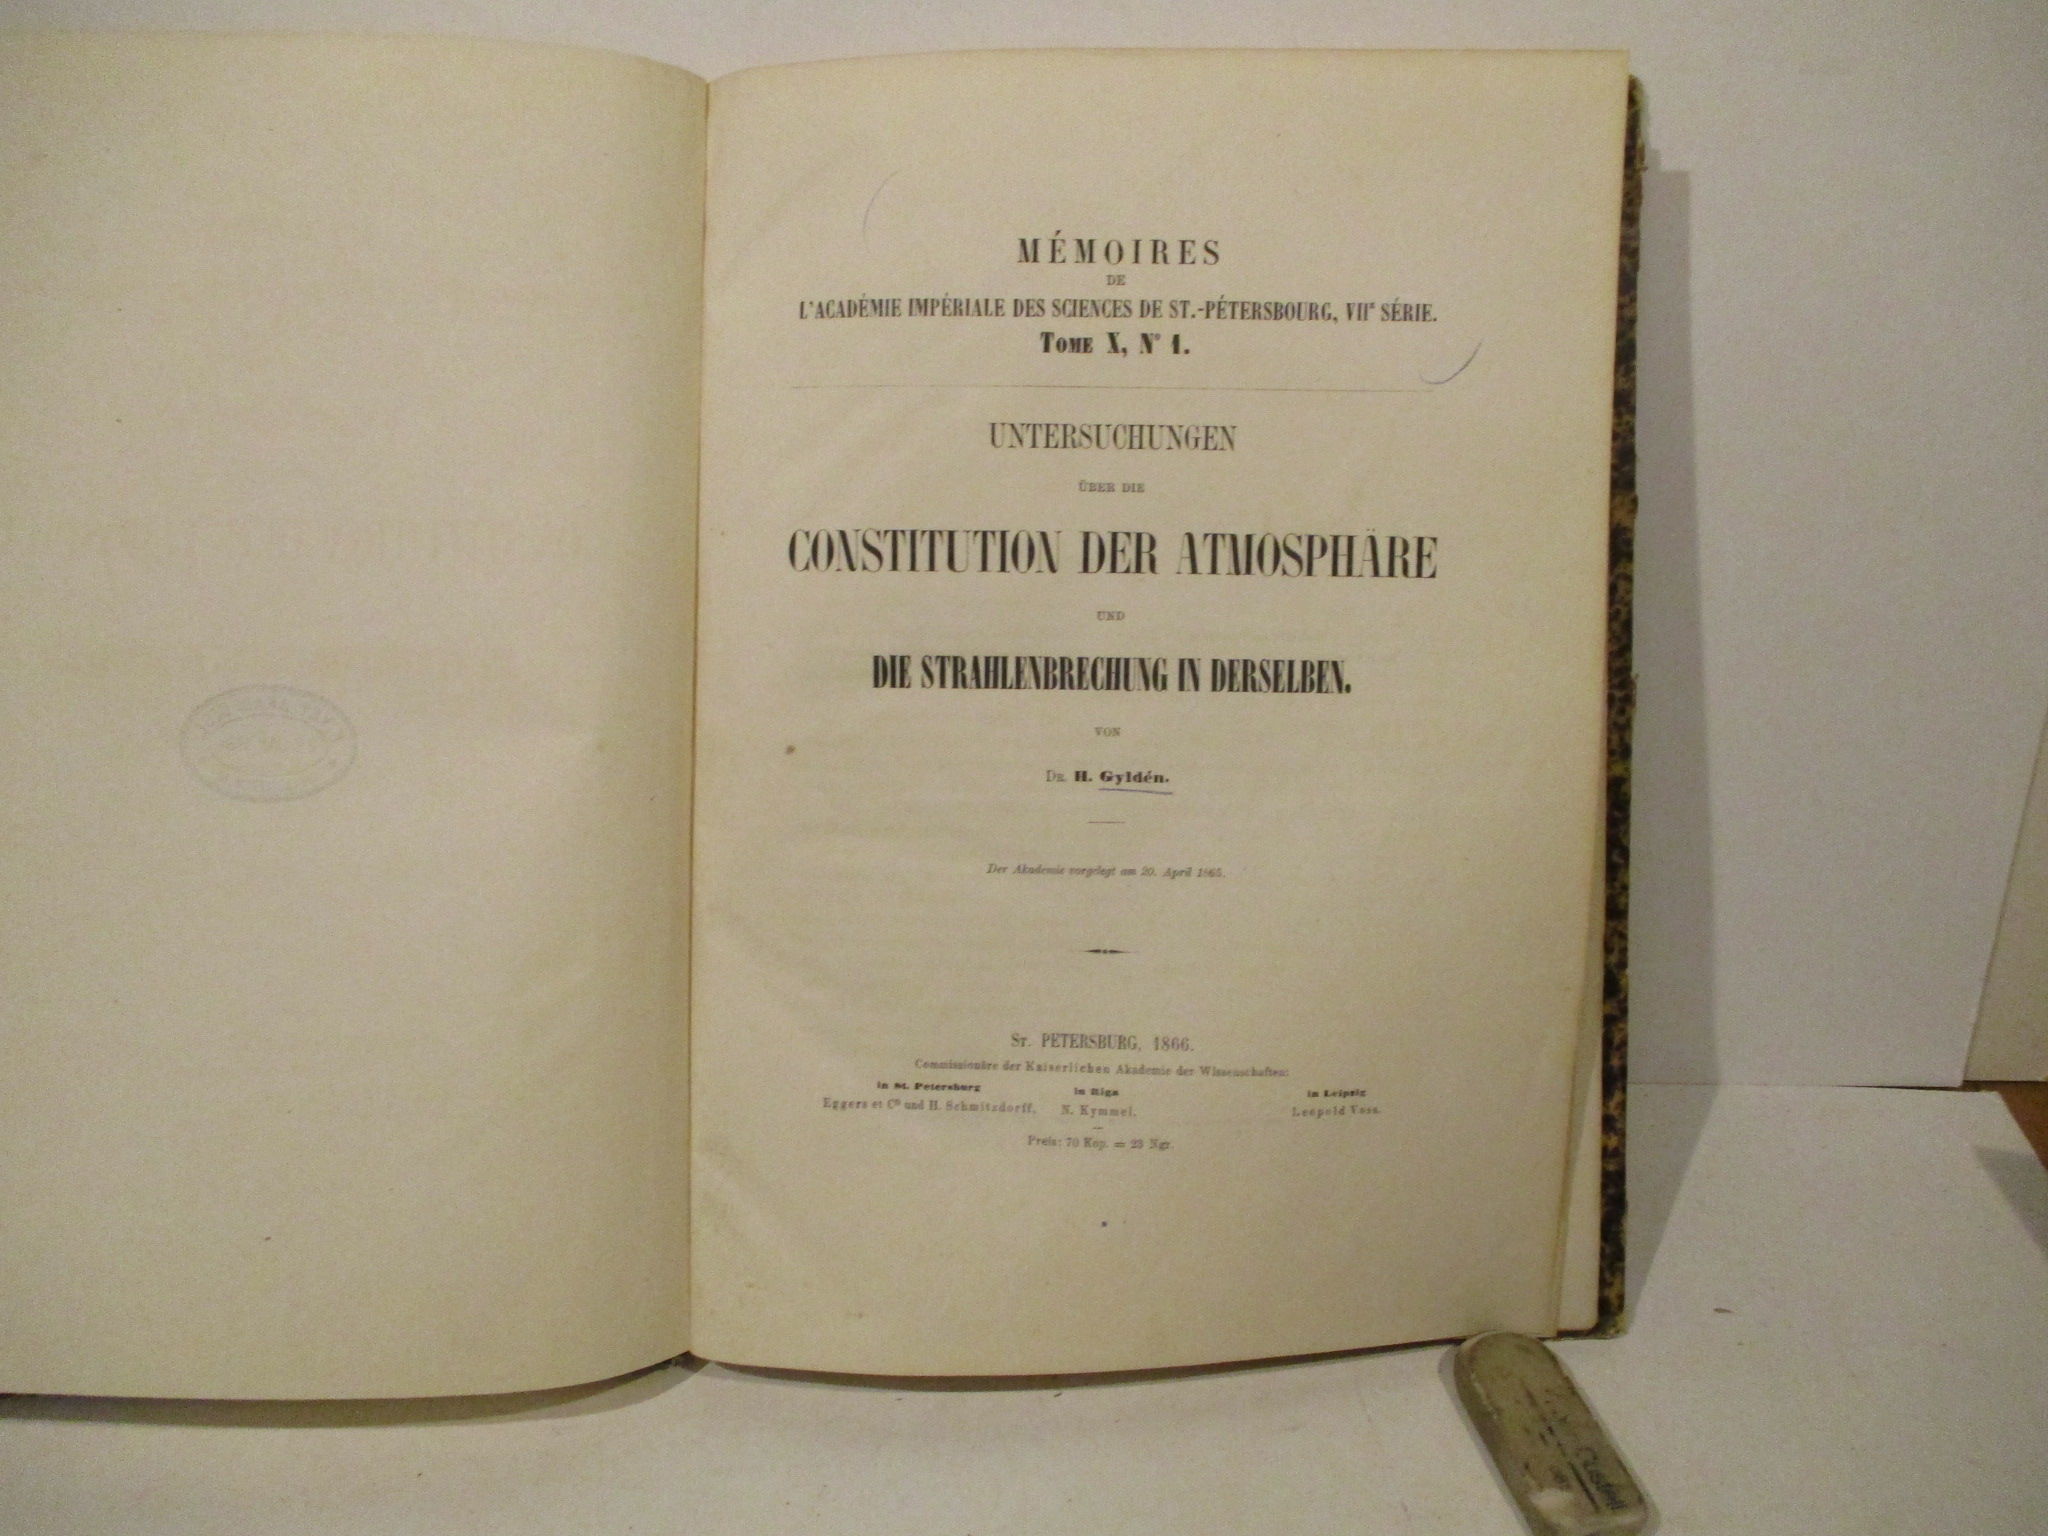 MÉMOIRES
DE
L'ACADÉMIE IMPÉRIALE DES SCIENCES DE ST.-PÉTERSBOURG, VIIᵉ SÉRIE.
TOME X, Nº 1.
UNTERSUCHUNGEN
ÜBER DIE
CONSTITUTION DER ATMOSPHÄRE
UND
DIE STRAHLENBRECHUNG IN DERSELBEN.
VON
DR. H. Gyldén.
Der Akademie vorgelegt am 20. April 1865.
ST. PETERSBURG, 1866.
Commissionäre der Kaiserlichen Akademie der Wissenschaften:
in St. Petersburg in Riga in Leipzig
Eggers et Cº und H. Schmitzdorff, N. Kymmel, Leopold Voss.
Preis: 70 Kop. = 23 Ngr.